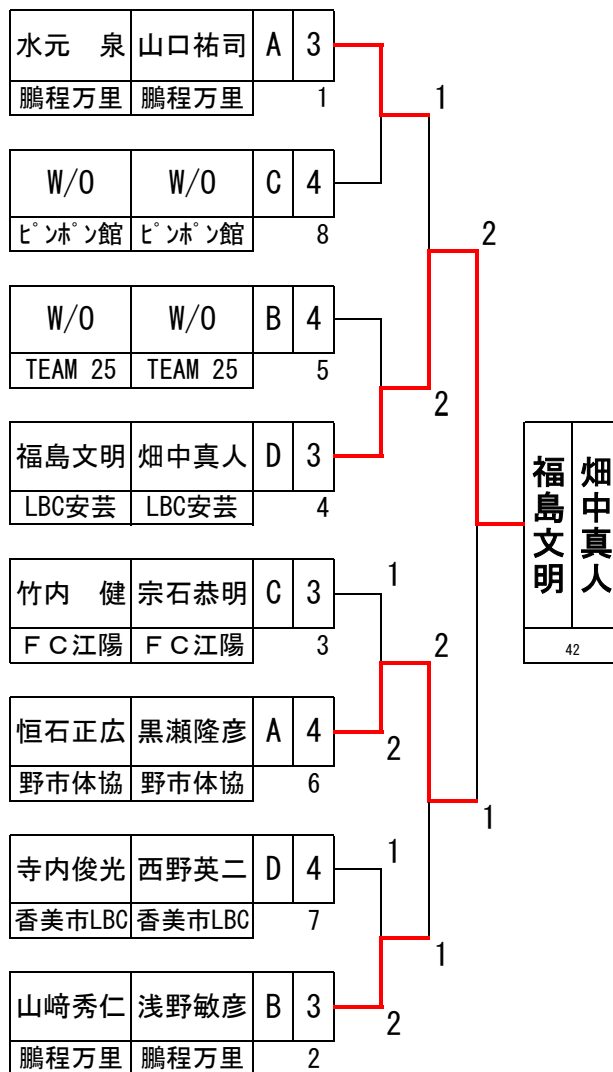 水元　泉 山口祐司 A 3
鵬程万里 鵬程万里 1
1
W/O W/O C 4
ﾋﾟﾝﾎﾟﾝ館 ﾋﾟﾝﾎﾟﾝ館 8
2
W/O W/O B 4
TEAM 25 TEAM 25 5
2
福島文明 畑中真人 D 3
LBC安芸 LBC安芸 4
福島文明 畑中真人
42
竹内　健 宗石恭明 C 3
ＦＣ江陽 ＦＣ江陽 3
1
2
恒石正広 黒瀬隆彦 A 4
野市体協 野市体協 6
2
1
寺内俊光 西野英二 D 4
香美市LBC 香美市LBC 7
1
1
山﨑秀仁 浅野敏彦 B 3
鵬程万里 鵬程万里 2
2